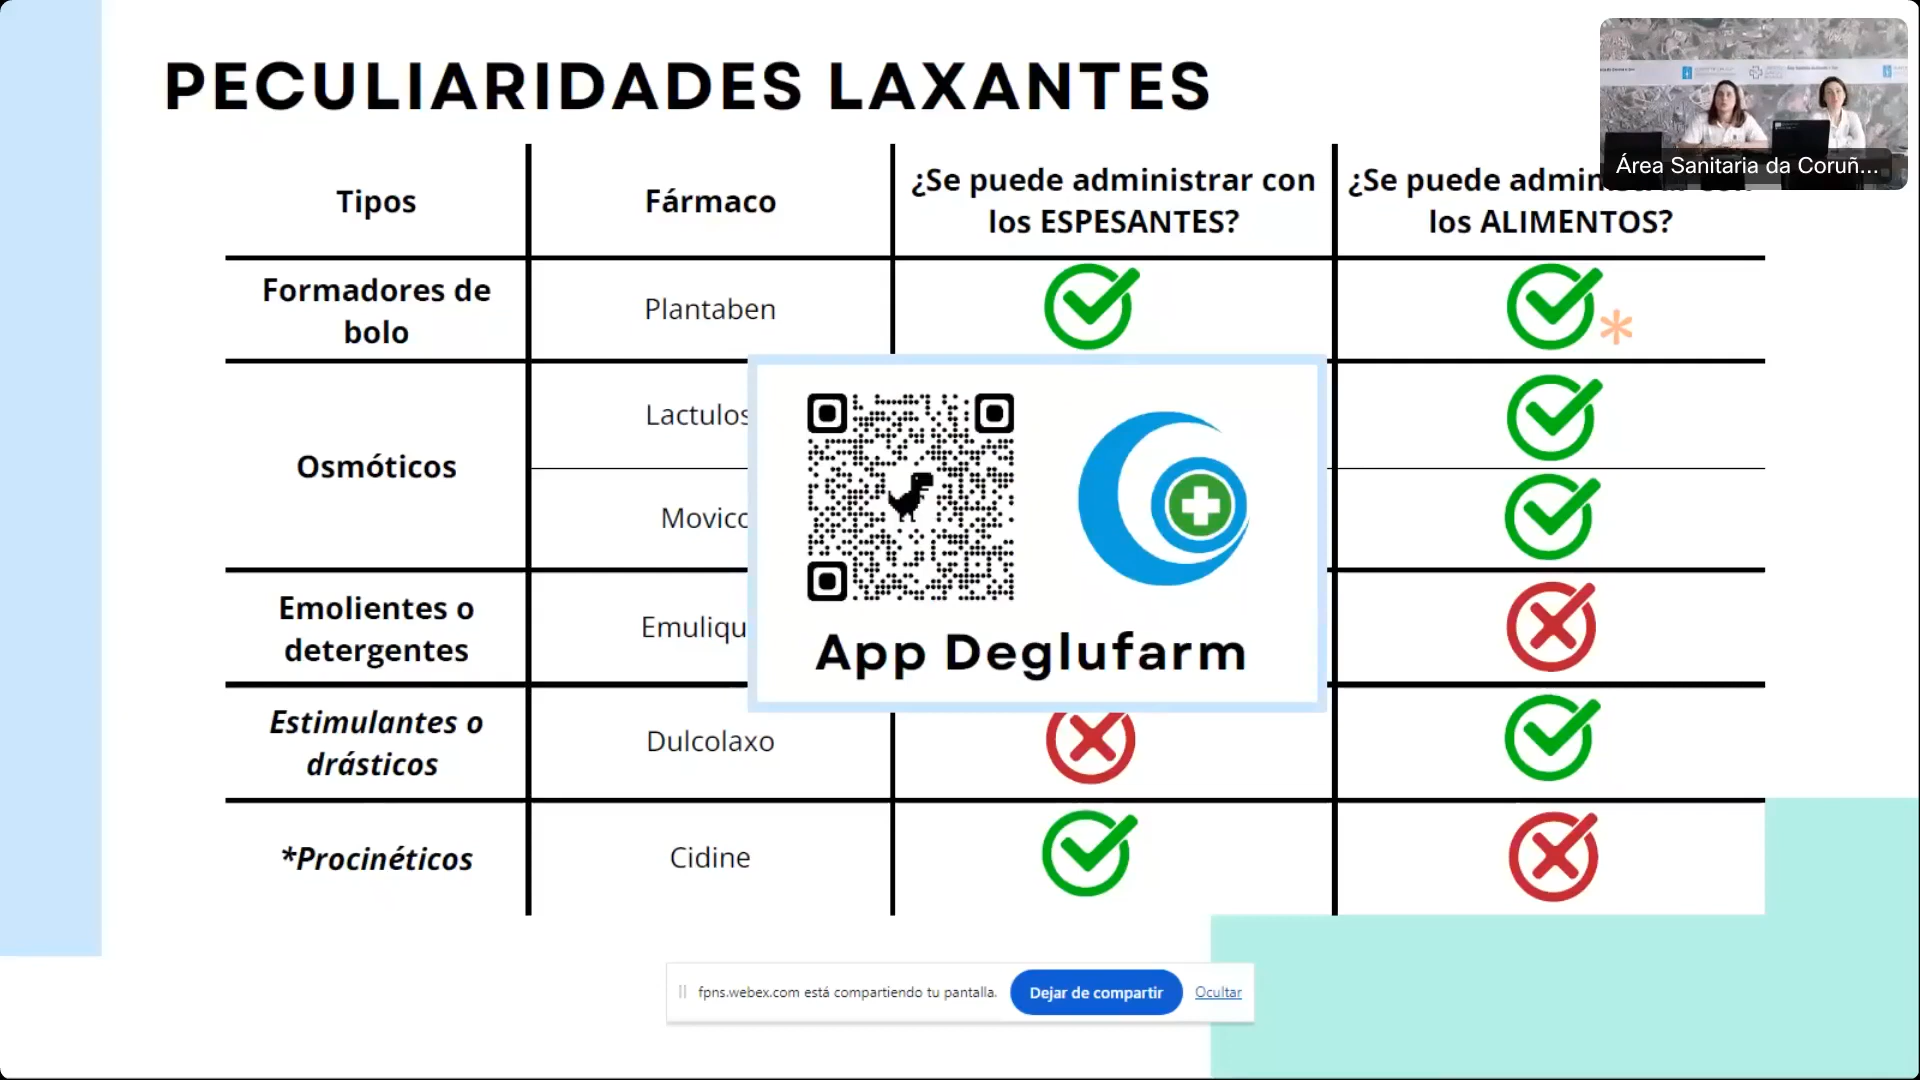 PECULIARIDADES LAXANTES
Área Sanitaria da Coruñ...
Tipos
Fármaco
¿Se puede administrar con
los ESPESANTES?
¿Se puede admin
los ALIMENTOS?
Formadores de
bolo
Plantaben
*
Osmóticos
Lactulos
Movico
Emolientes o
detergentes
Emuliqu
App Deglufarm
Estimulantes o
drásticos
Dulcolaxo
*Procinéticos
Cidine
fpns.webex.com está compartiendo tu pantalla.
Dejar de compartir
Ocultar